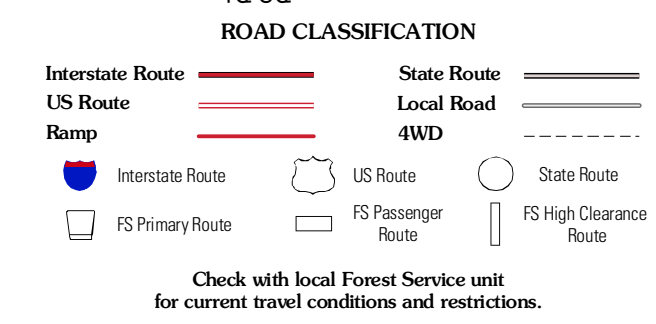 ROAD CLASSIFICATION
Interstate Route
State Route
US Route
Local Road
Ramp
4WD
Interstate Route
US Route
State Route
FS Primary Route
FS Passenger
Route
FS High Clearance
Route
Check with local Forest Service unit
for current travel conditions and restrictions.